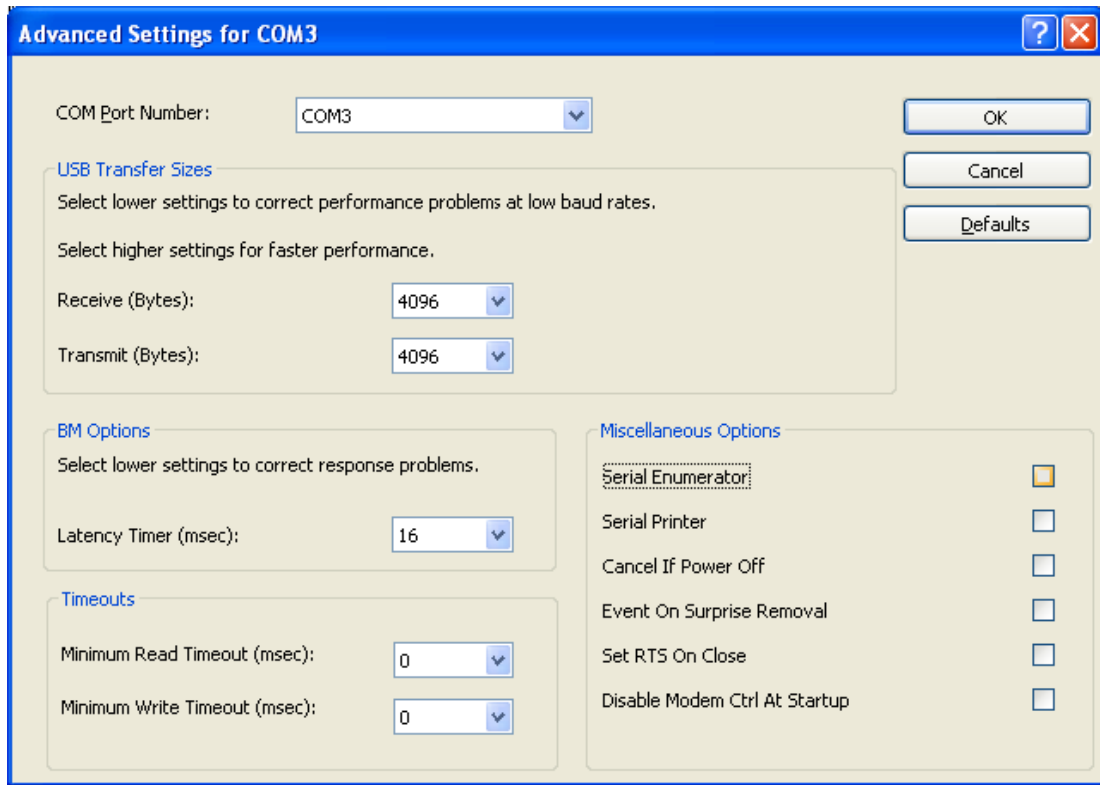 Advanced Settings for COM3
COM Port Number:
COM3
OK
Cancel
Defaults
USB Transfer Sizes
Select lower settings to correct performance problems at low baud rates.
Select higher settings for faster performance.
Receive (Bytes):
4096
Transmit (Bytes):
4096
BM Options
Select lower settings to correct response problems.
Latency Timer (msec):
16
Timeouts
Minimum Read Timeout (msec):
0
Minimum Write Timeout (msec):
0
Miscellaneous Options
Serial Enumerator
Serial Printer
Cancel If Power Off
Event On Surprise Removal
Set RTS On Close
Disable Modem Ctrl At Startup